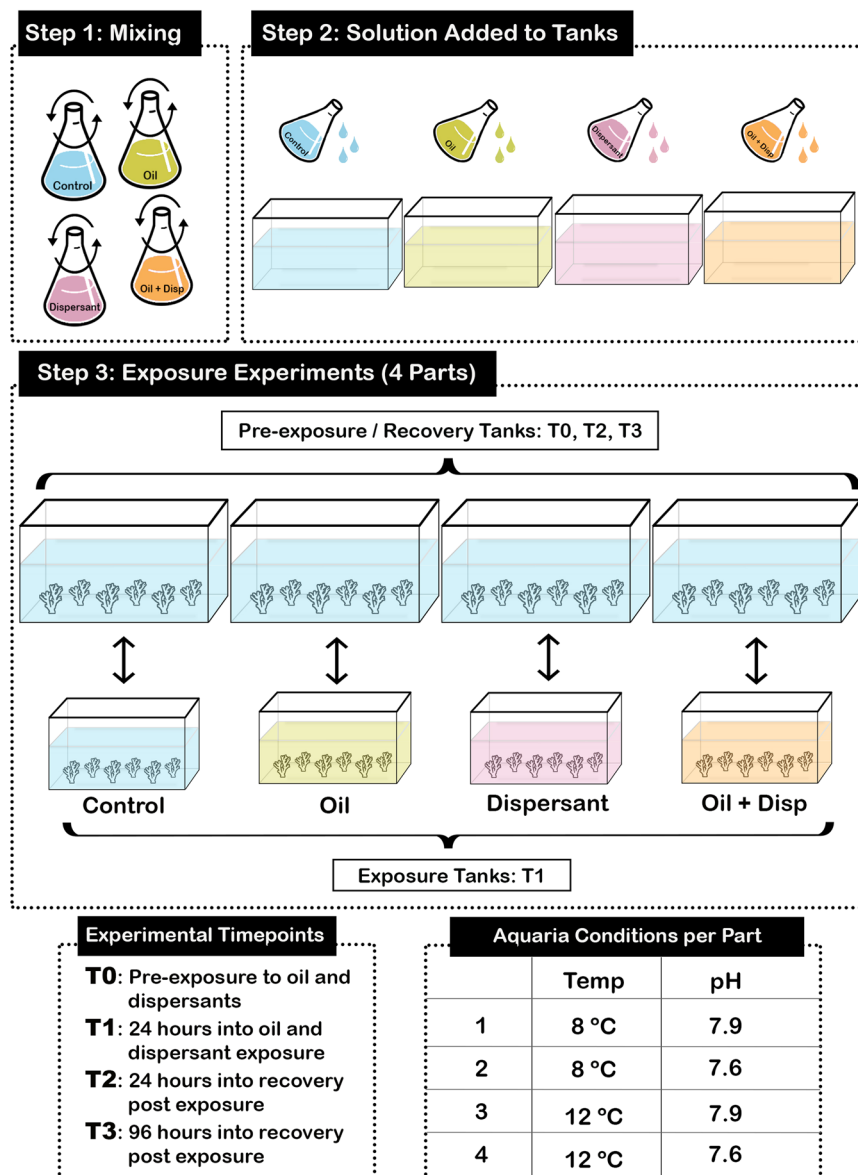 Step 1: Mixing
Control
Oil
Dispersant
Oil + Disp
Step 2: Solution Added to Tanks
Control
Oil
Dispersant
Oil + Disp
Step 3: Exposure Experiments (4 Parts)
Pre-exposure / Recovery Tanks: T0, T2, T3
Control
Oil
Dispersant
Oil + Disp
Exposure Tanks: T1
Experimental Timepoints
T0: Pre-exposure to oil and
dispersants
T1: 24 hours into oil and
dispersant exposure
T2: 24 hours into recovery
post exposure
T3: 96 hours into recovery
post exposure
Aquaria Conditions per Part
Temp pH
1 8 °C 7.9
2 8 °C 7.6
3 12 °C 7.9
4 12 °C 7.6